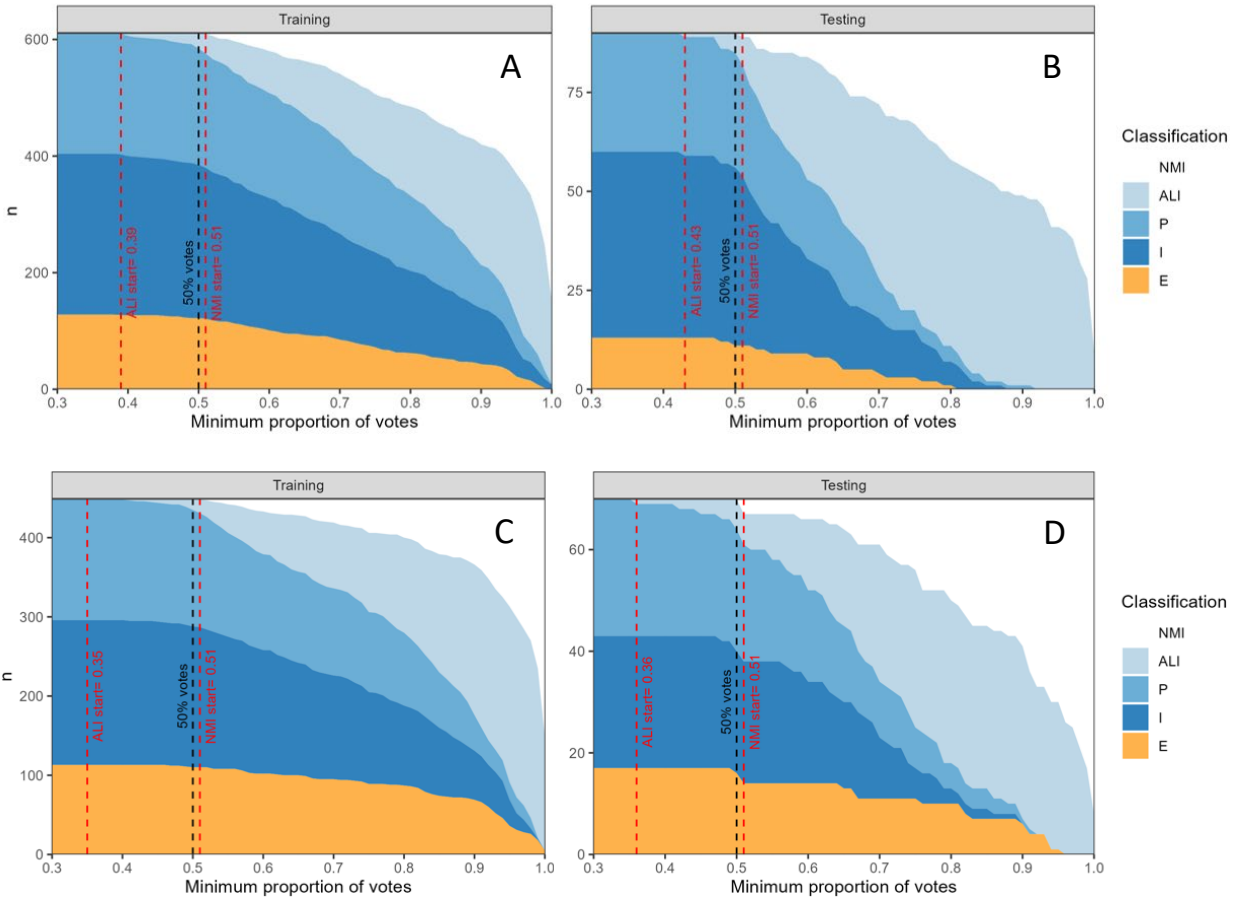 Training
A
600
400
200
0
n
ALI start= 0.39
50% votes
NMI start= 0.51
0.3 0.4 0.5 0.6 0.7 0.8 0.9 1.0
Minimum proportion of votes
Testing
B
75
50
25
0
ALI start= 0.43
50% votes
NMI start= 0.51
0.3 0.4 0.5 0.6 0.7 0.8 0.9 1.0
Minimum proportion of votes
Classification
NMI
ALI
P
I
E
Training
C
400
300
200
100
0
n
ALI start= 0.35
50% votes
NMI start= 0.51
0.3 0.4 0.5 0.6 0.7 0.8 0.9 1.0
Minimum proportion of votes
Testing
D
60
40
20
0
ALI start= 0.36
50% votes
NMI start= 0.51
0.3 0.4 0.5 0.6 0.7 0.8 0.9 1.0
Minimum proportion of votes
Classification
NMI
ALI
P
I
E